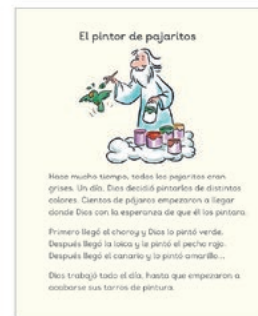 El pintor de pajaritos
Hace mucho tiempo, todos los pajaritos eran
grises. Un día, Dios decidió pintarlos de distintos
colores. Cientos de pájaros empezaron a llegar
donde Dios con la esperanza de que él los pintara.
Primero llegó el choroy y Dios lo pintó verde.
Después llegó la loica y le pintó el pecho rojo.
Después llegó el canario y lo pintó amarillo...
Dios trabajó todo el día, hasta que empezaron a
acabarse sus tarros de pintura.